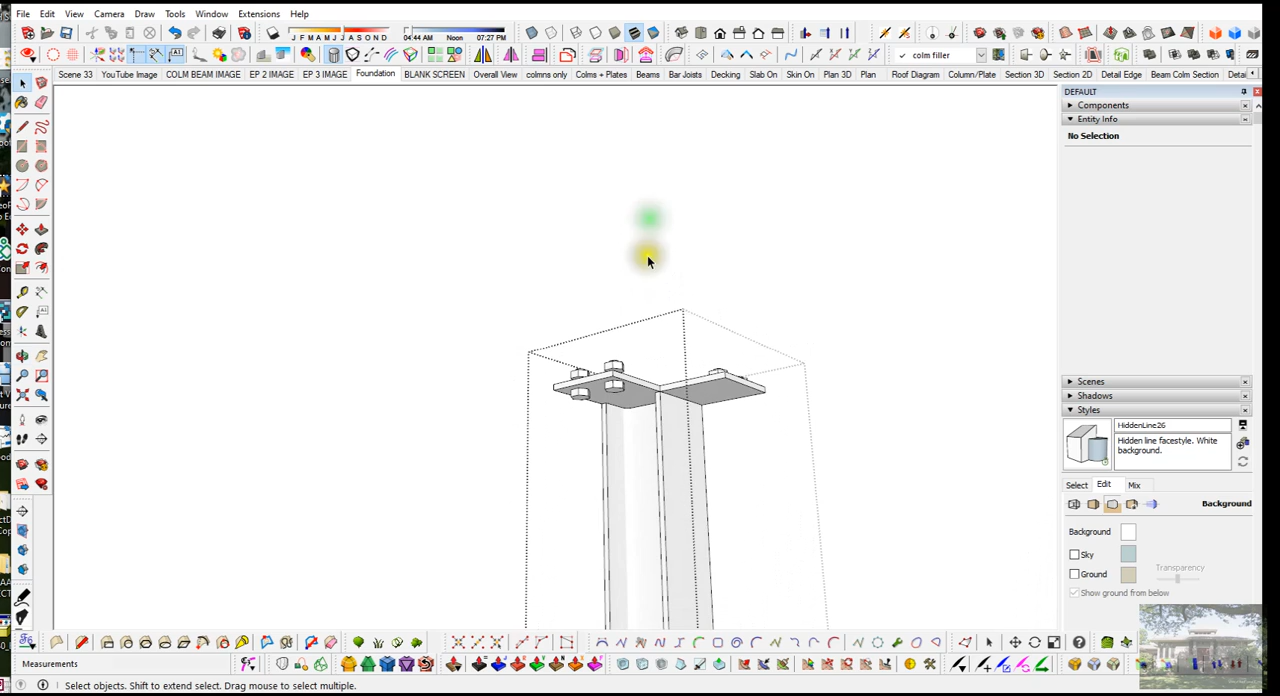 File Edit View Camera Draw Tools Window Extensions Help
J F M A M J J A S O N D 04:44 AM Noon 07:27 PM
colm filler
Scene 33 YouTube Image COLM BEAM IMAGE EP 2 IMAGE EP 3 IMAGE Foundation BLANK SCREEN Overall View colmns only Colms + Plates Beams Bar Joists Decking Slab On Skin On Plan 3D Plan Roof Diagram Column/Plate Section 3D Section 2D Detail Edge Beam Colm Section Detai
DEFAULT
Components
Entity Info
No Selection
Scenes
Shadows
Styles
HiddenLine26
Hidden line facestyle. White
background.
Select Edit Mix
Background
Background
Sky
Transparency
Ground
Show ground from below
Measurements
Select objects. Shift to extend select. Drag mouse to select multiple.